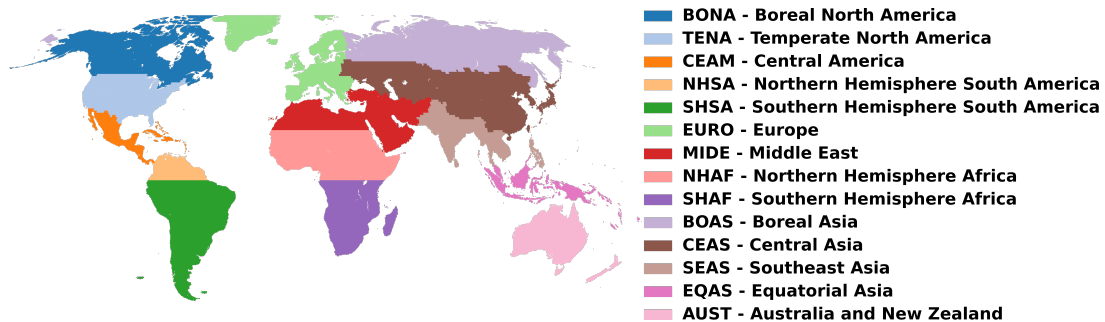 BONA - Boreal North America
TENA - Temperate North America
CEAM - Central America
NHSA - Northern Hemisphere South America
SHSA - Southern Hemisphere South America
EURO - Europe
MIDE - Middle East
NHAF - Northern Hemisphere Africa
SHAF - Southern Hemisphere Africa
BOAS - Boreal Asia
CEAS - Central Asia
SEAS - Southeast Asia
EQAS - Equatorial Asia
AUST - Australia and New Zealand